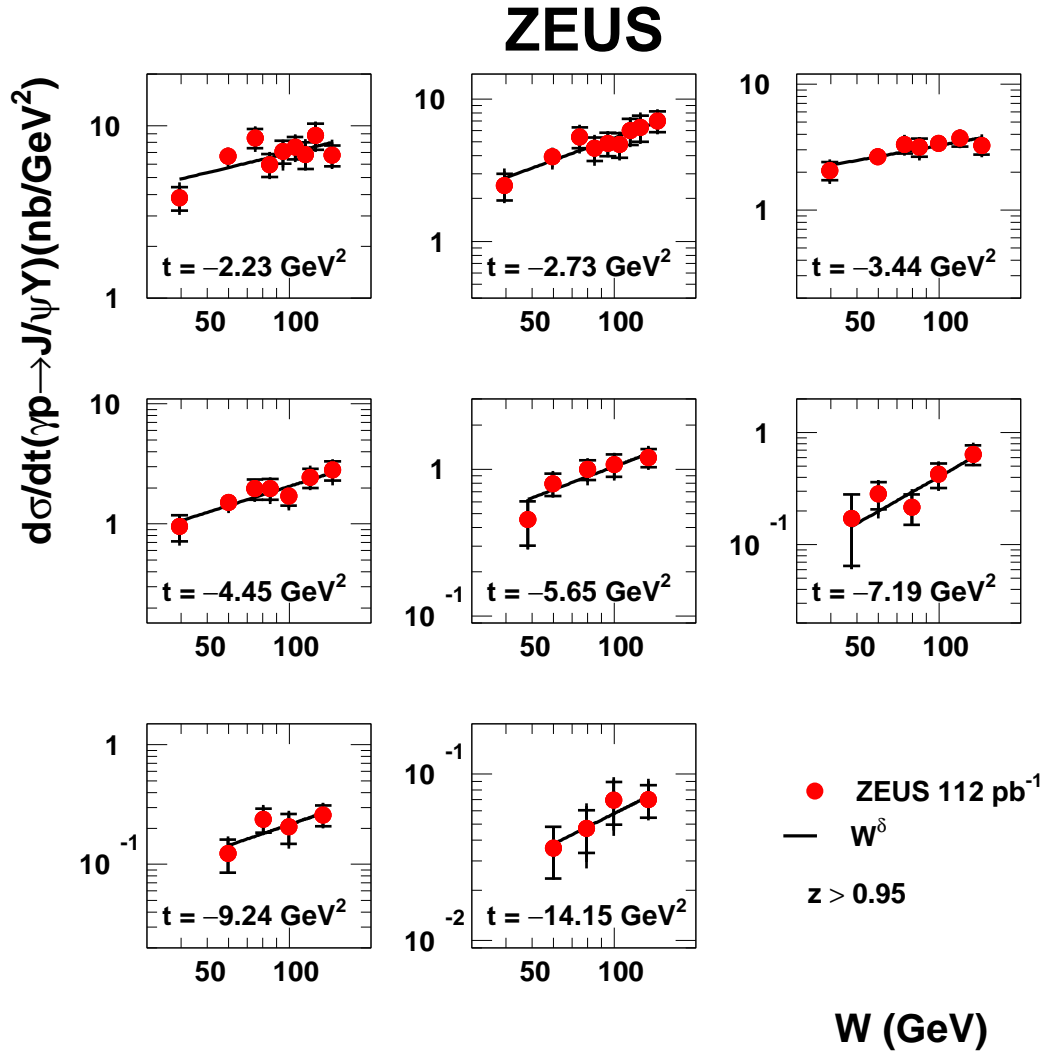 ZEUS
dσ/dt(γp→J/ψY)(nb/GeV²)
10
1
t = −2.23 GeV²
50 100
10
1
t = −2.73 GeV²
50 100
10
1
t = −3.44 GeV²
50 100
10
1
t = −4.45 GeV²
50 100
1
10⁻¹
t = −5.65 GeV²
50 100
1
10⁻¹
t = −7.19 GeV²
50 100
1
10⁻¹
t = −9.24 GeV²
50 100
10⁻¹
10⁻²
t = −14.15 GeV²
50 100
ZEUS 112 pb⁻¹
W^δ
z > 0.95
W (GeV)